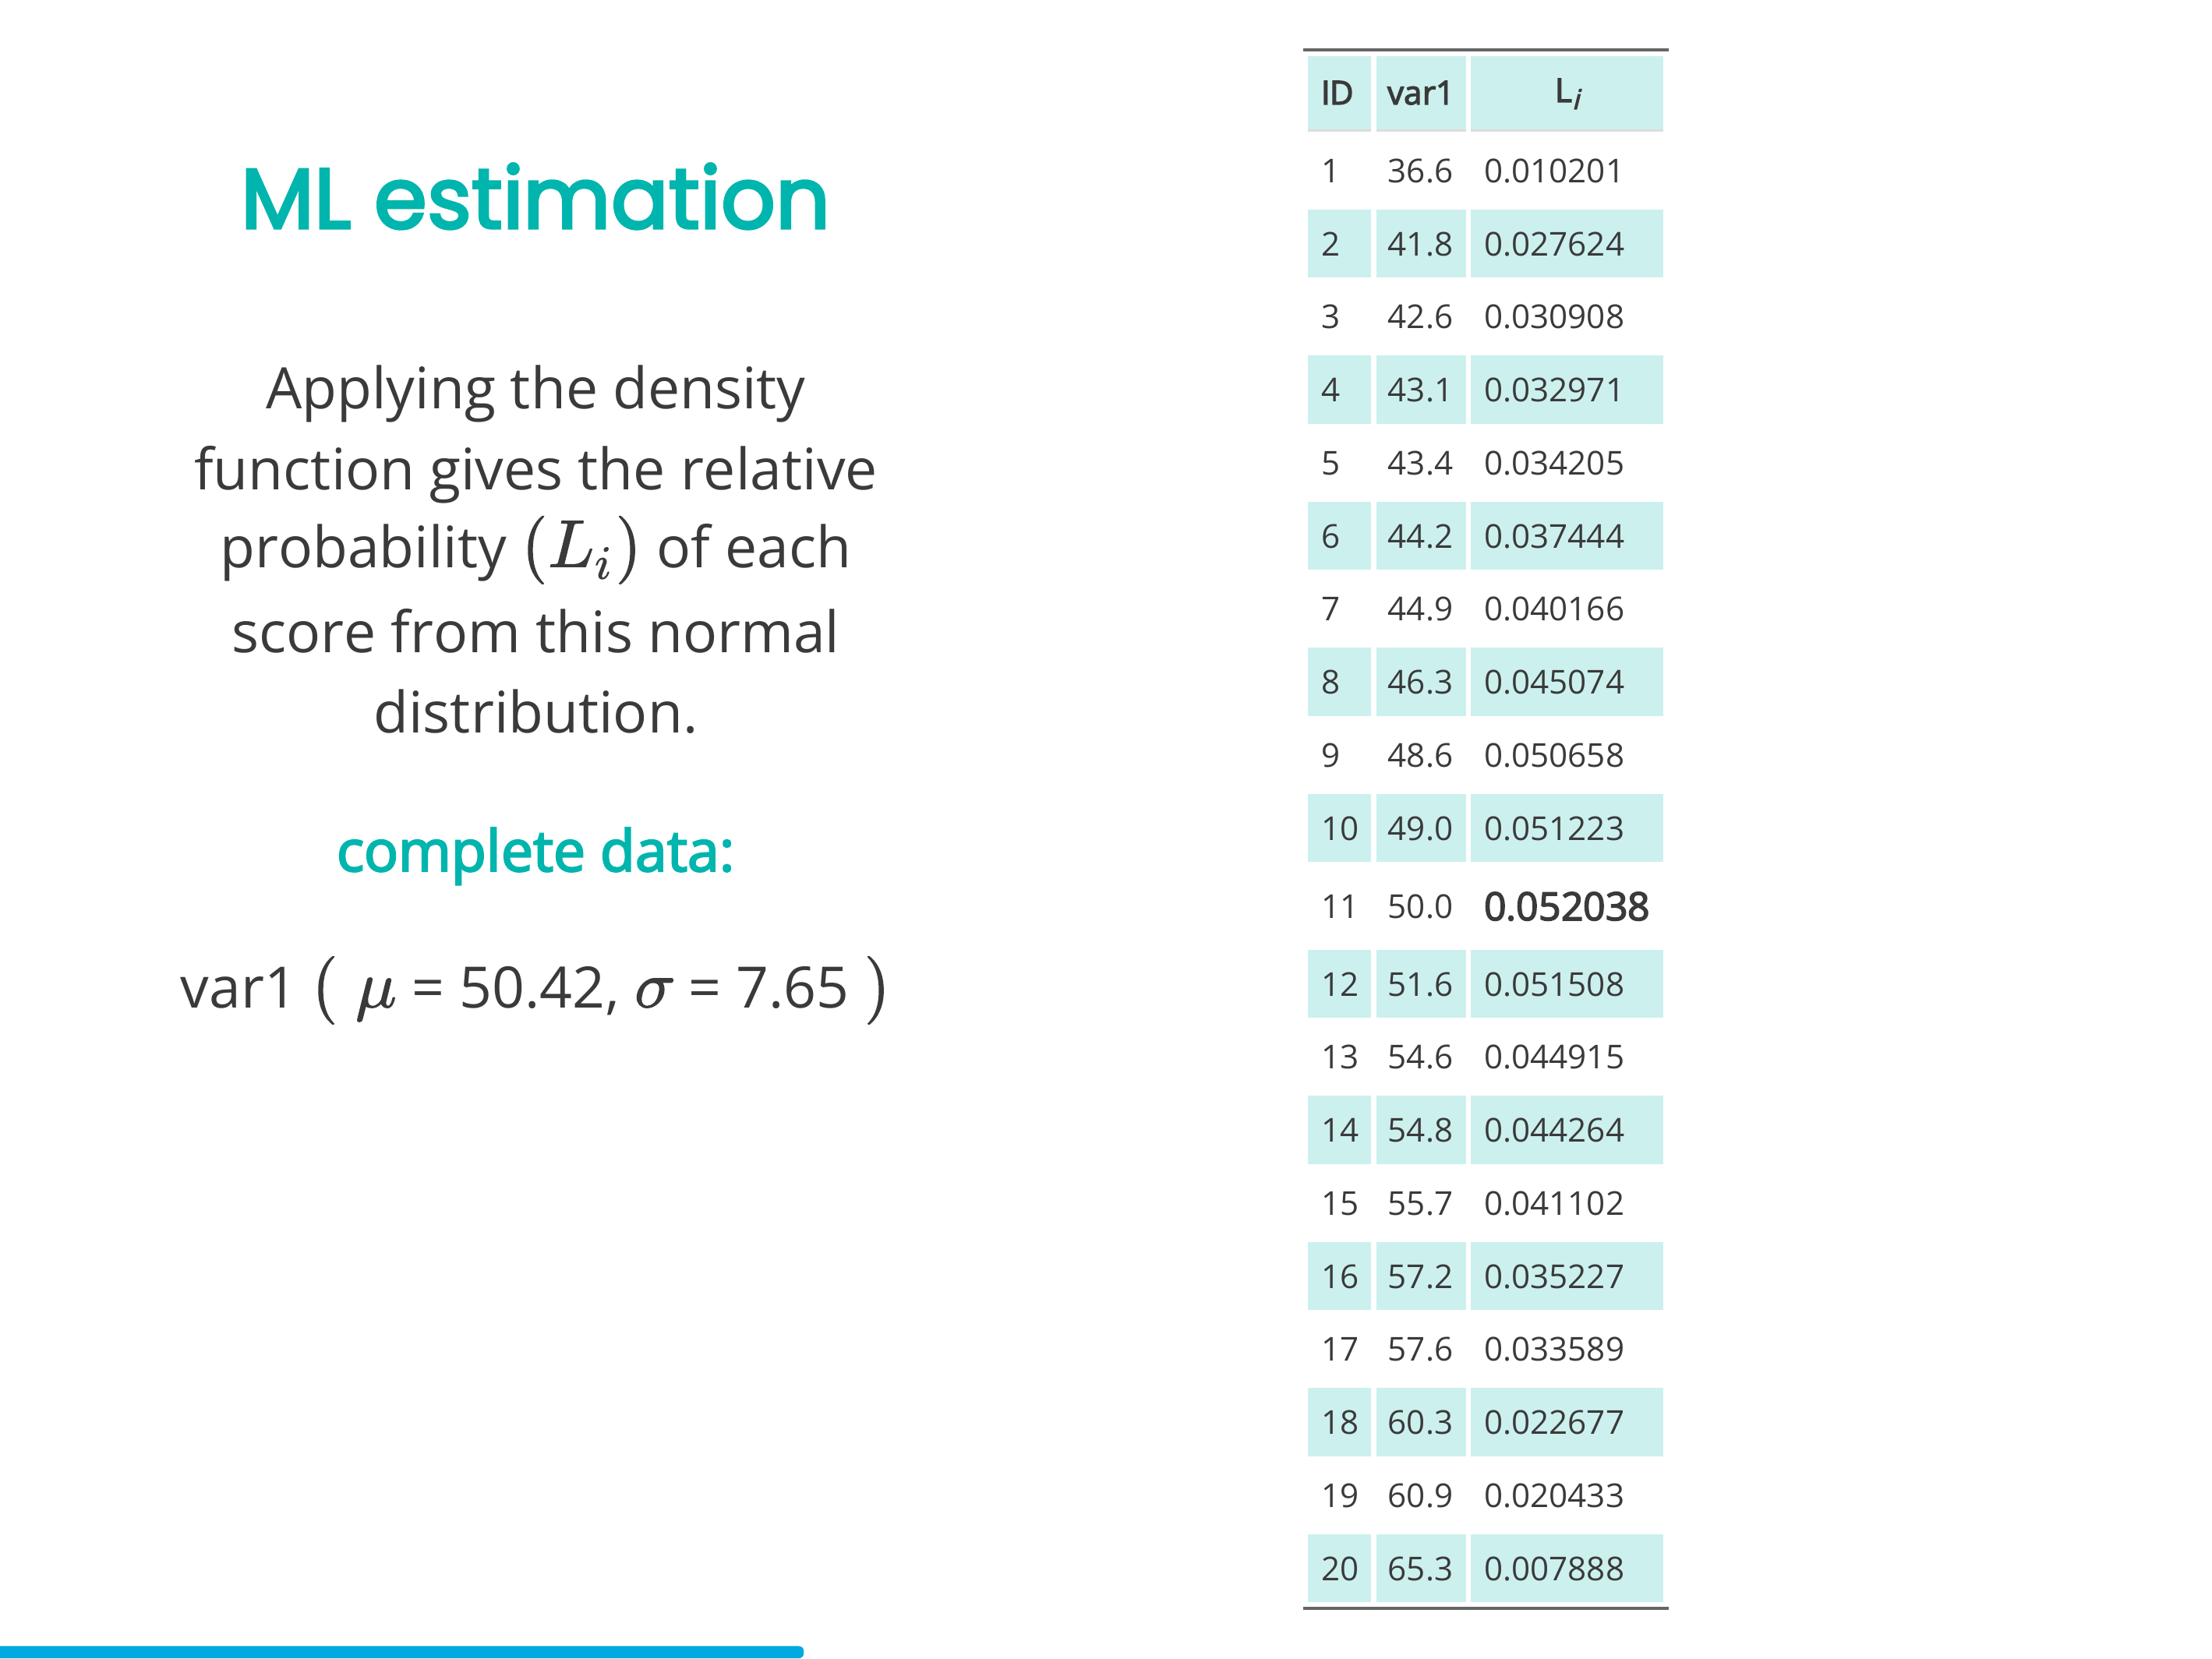 ML estimation
Applying the density
function gives the relative
probability (L_i) of each
score from this normal
distribution.
complete data:
var1 ( μ = 50.42, σ = 7.65 )
ID var1 L_i
1 36.6 0.010201
2 41.8 0.027624
3 42.6 0.030908
4 43.1 0.032971
5 43.4 0.034205
6 44.2 0.037444
7 44.9 0.040166
8 46.3 0.045074
9 48.6 0.050658
10 49.0 0.051223
11 50.0 0.052038
12 51.6 0.051508
13 54.6 0.044915
14 54.8 0.044264
15 55.7 0.041102
16 57.2 0.035227
17 57.6 0.033589
18 60.3 0.022677
19 60.9 0.020433
20 65.3 0.007888